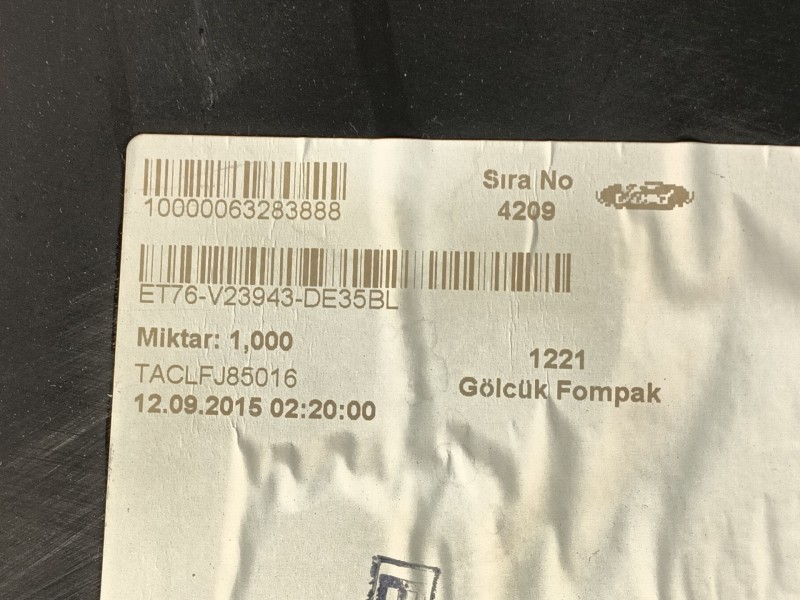 10000063283888
Sıra No
4209
ET76-V23943-DE35BL
Miktar: 1,000
TACLFJ85016
12.09.2015 02:20:00
1221
Gölcük Fompak